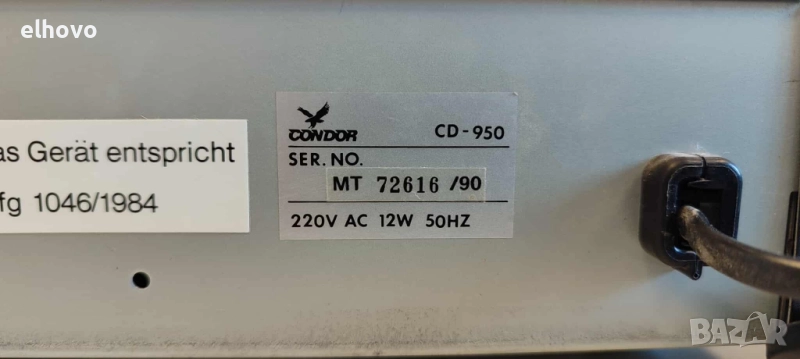 elhovo
as Gerät entspricht
fg 1046/1984
CONDOR CD-950
SER. NO.
MT 72616 /90
220V AC 12W 50HZ
BAZAR